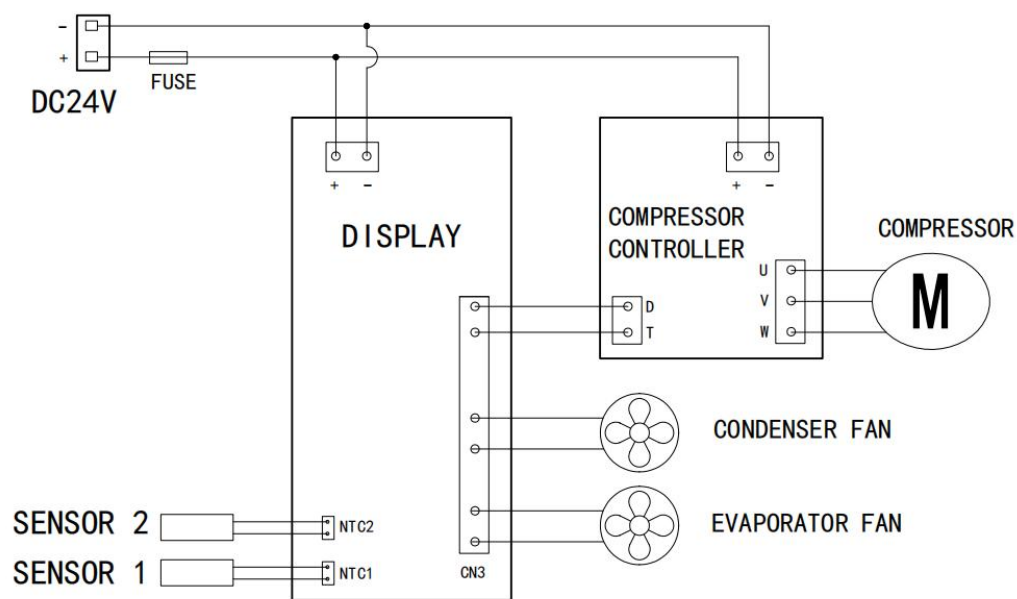 -
+
FUSE
DC24V
+ -
+ -
DISPLAY
COMPRESSOR
CONTROLLER
COMPRESSOR
U
V
W
M
D
T
CONDENSER FAN
EVAPORATOR FAN
SENSOR 2
NTC2
SENSOR 1
NTC1
CN3